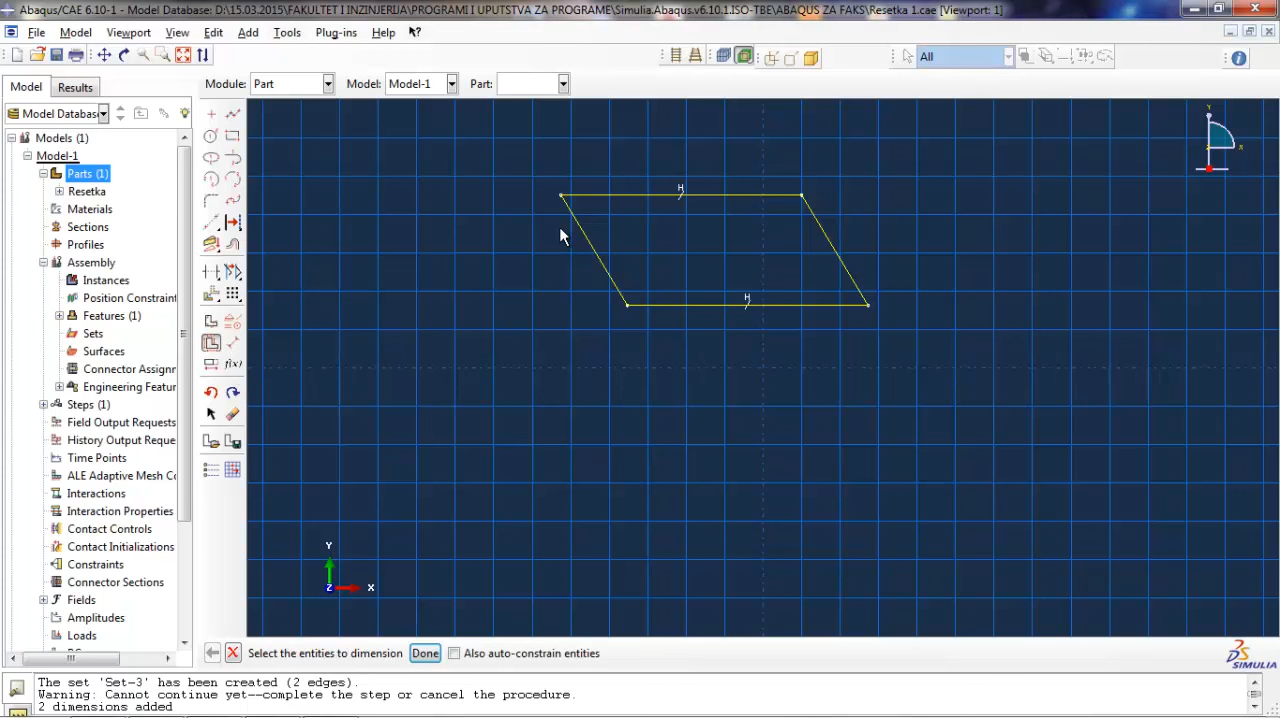 Abaqus/CAE 6.10-1 - Model Database: D:\15.03.2015\FAKULTET I INZINJERIJA\PROGRAMI I UPUTSTVA ZA PROGRAME\Simulia.Abaqus.v6.10.1.ISO-TBE\ABAQUS ZA FAKS\Resetka 1.cae [Viewport: 1]
File Model Viewport View Edit Add Tools Plug-ins Help
All
Model Results Module: Part Model: Model-1 Part:
Model Databas
Models (1)
Model-1
Parts (1)
Resetka
Materials
Sections
Profiles
Assembly
Instances
Position Constraint
Features (1)
Sets
Surfaces
Connector Assignm
Engineering Featur
Steps (1)
Field Output Requests
History Output Reque
Time Points
ALE Adaptive Mesh Co
Interactions
Interaction Properties
Contact Controls
Contact Initializations
Constraints
Connector Sections
Fields
Amplitudes
Loads
f(x)
H
H
Y
X
Y
Z
X
Select the entities to dimension Done Also auto-constrain entities
SIMULIA
The set 'Set-3' has been created (2 edges).
Warning: Cannot continue yet--complete the step or cancel the procedure.
2 dimensions added